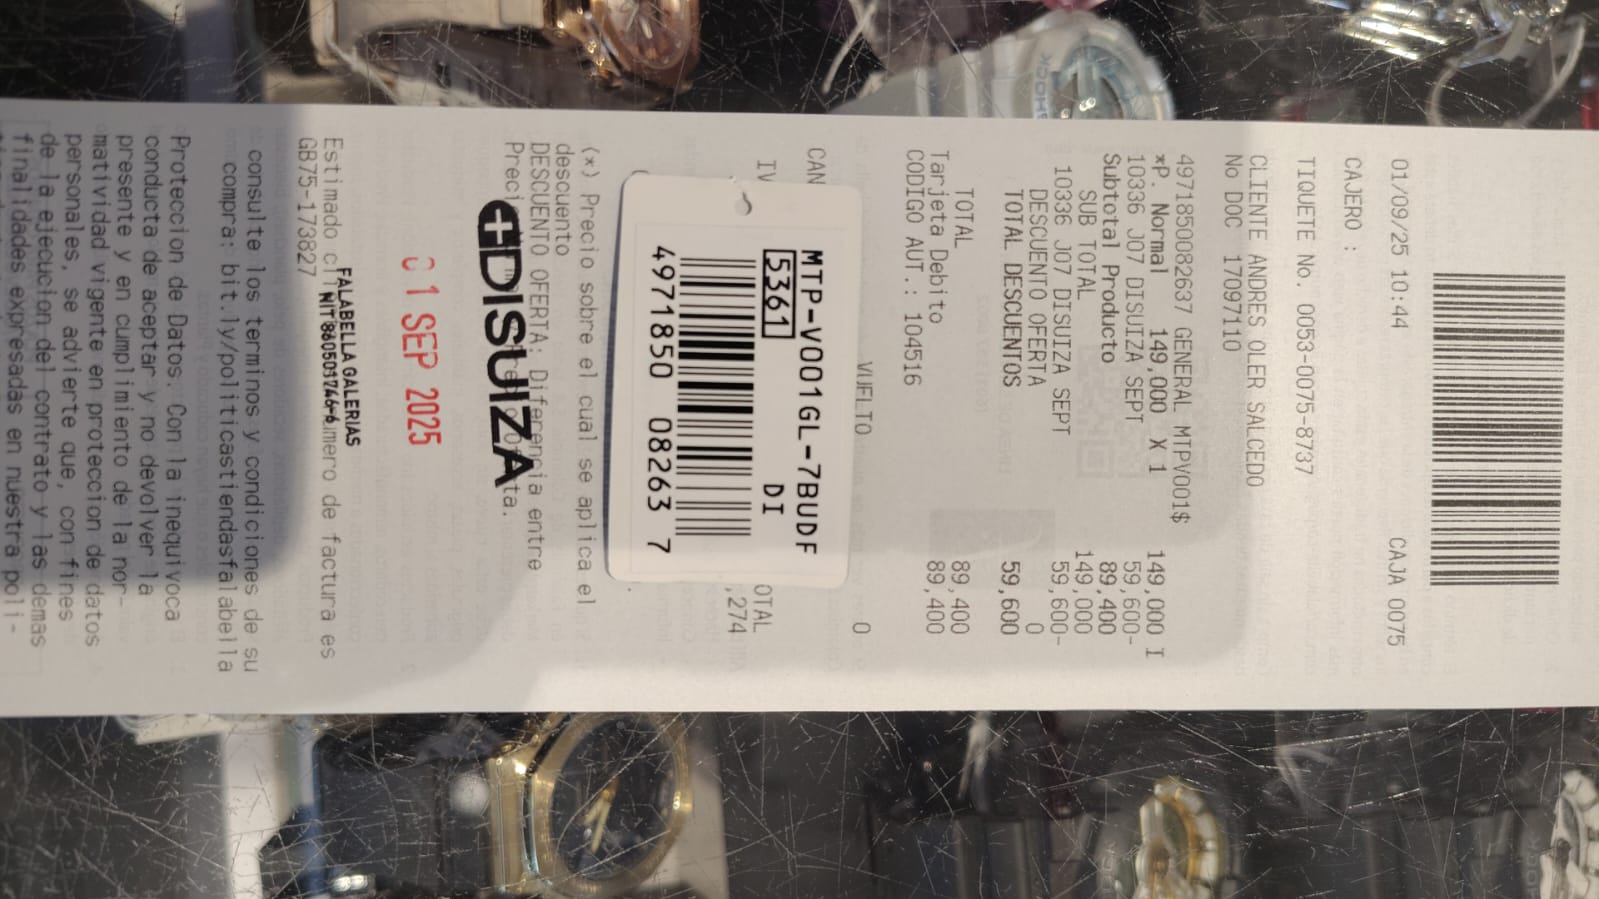 01/09/25 10:44 CAJA 0075
CAJERO :
TIQUETE No. 0053-0075-8737
CLIENTE ANDRES OLER SALCEDO
No DOC 17097110
4971850082637 GENERAL MTPV001$ 149,000 I
*P. Normal 149,000 X 1
10336 J07 DISUIZA SEPT 59,600-
Subtotal Producto 89,400
SUB TOTAL 149,000
10336 J07 DISUIZA SEPT 59,600-
DESCUENTO OFERTA 0
TOTAL DESCUENTOS 59,600
TOTAL 89,400
Tarjeta Debito 89,400
CODIGO AUT.: 104516
VUELTO 0
CAN
IV OTAL
,274
MTP-V001GL-7BUDF
5361 DI
4971850 08263 7
(*) Precio sobre el cual se aplica el
descuento
DESCUENTO OFERTA: Diferencia entre
+DISUIZA
01 SEP 2025
FALABELLA GALERIAS
Estimado factura es
GB75-173827
consulte los terminos y condiciones de su
compra: bit.ly/politicastiendasfalabella
Proteccion de Datos. Con la inequivoca
conducta de aceptar y no devolver la
presente y en cumplimiento de la nor-
matividad vigente en proteccion de datos
personales, se advierte que, con fines
de la ejecucion del contrato y las demas
finalidades expresadas en nuestra poli-